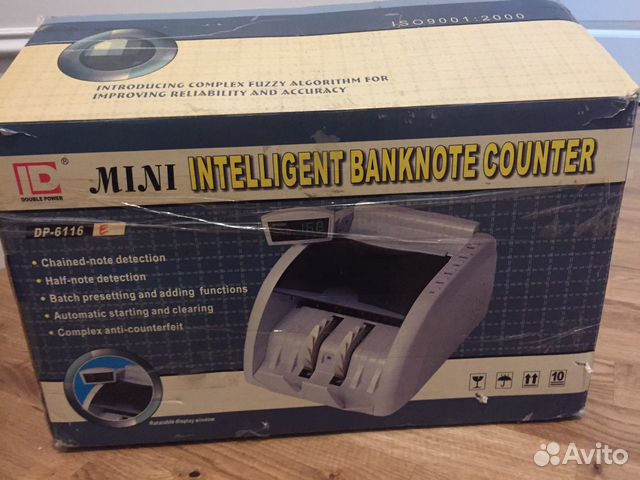 ISO9001:2000
INTRODUCING COMPLEX FUZZY ALGORITHM FOR
IMPROVING RELIABILITY AND ACCURACY
DOUBLE POWER
®
MINI INTELLIGENT BANKNOTE COUNTER
DP-6116 E
• Chained-note detection
• Half-note detection
• Batch presetting and adding functions
• Automatic starting and clearing
• Complex anti-counterfeit
Rotatable display window
10
Avito